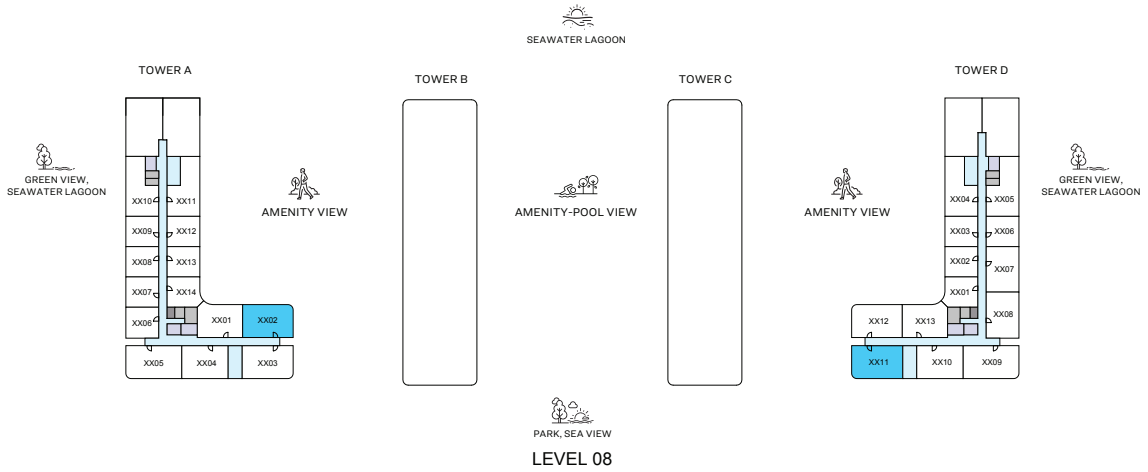 SEAWATER LAGOON
TOWER A
TOWER B
TOWER C
TOWER D
GREEN VIEW,
SEAWATER LAGOON
AMENITY VIEW
AMENITY-POOL VIEW
AMENITY VIEW
GREEN VIEW,
SEAWATER LAGOON
XX10 XX11
XX09 XX12
XX08 XX13
XX07 XX14
XX06 XX01 XX02
XX05 XX04 XX03
XX04 XX05
XX03 XX06
XX02 XX07
XX01
XX12 XX13 XX08
XX11 XX10 XX09
PARK, SEA VIEW
LEVEL 08